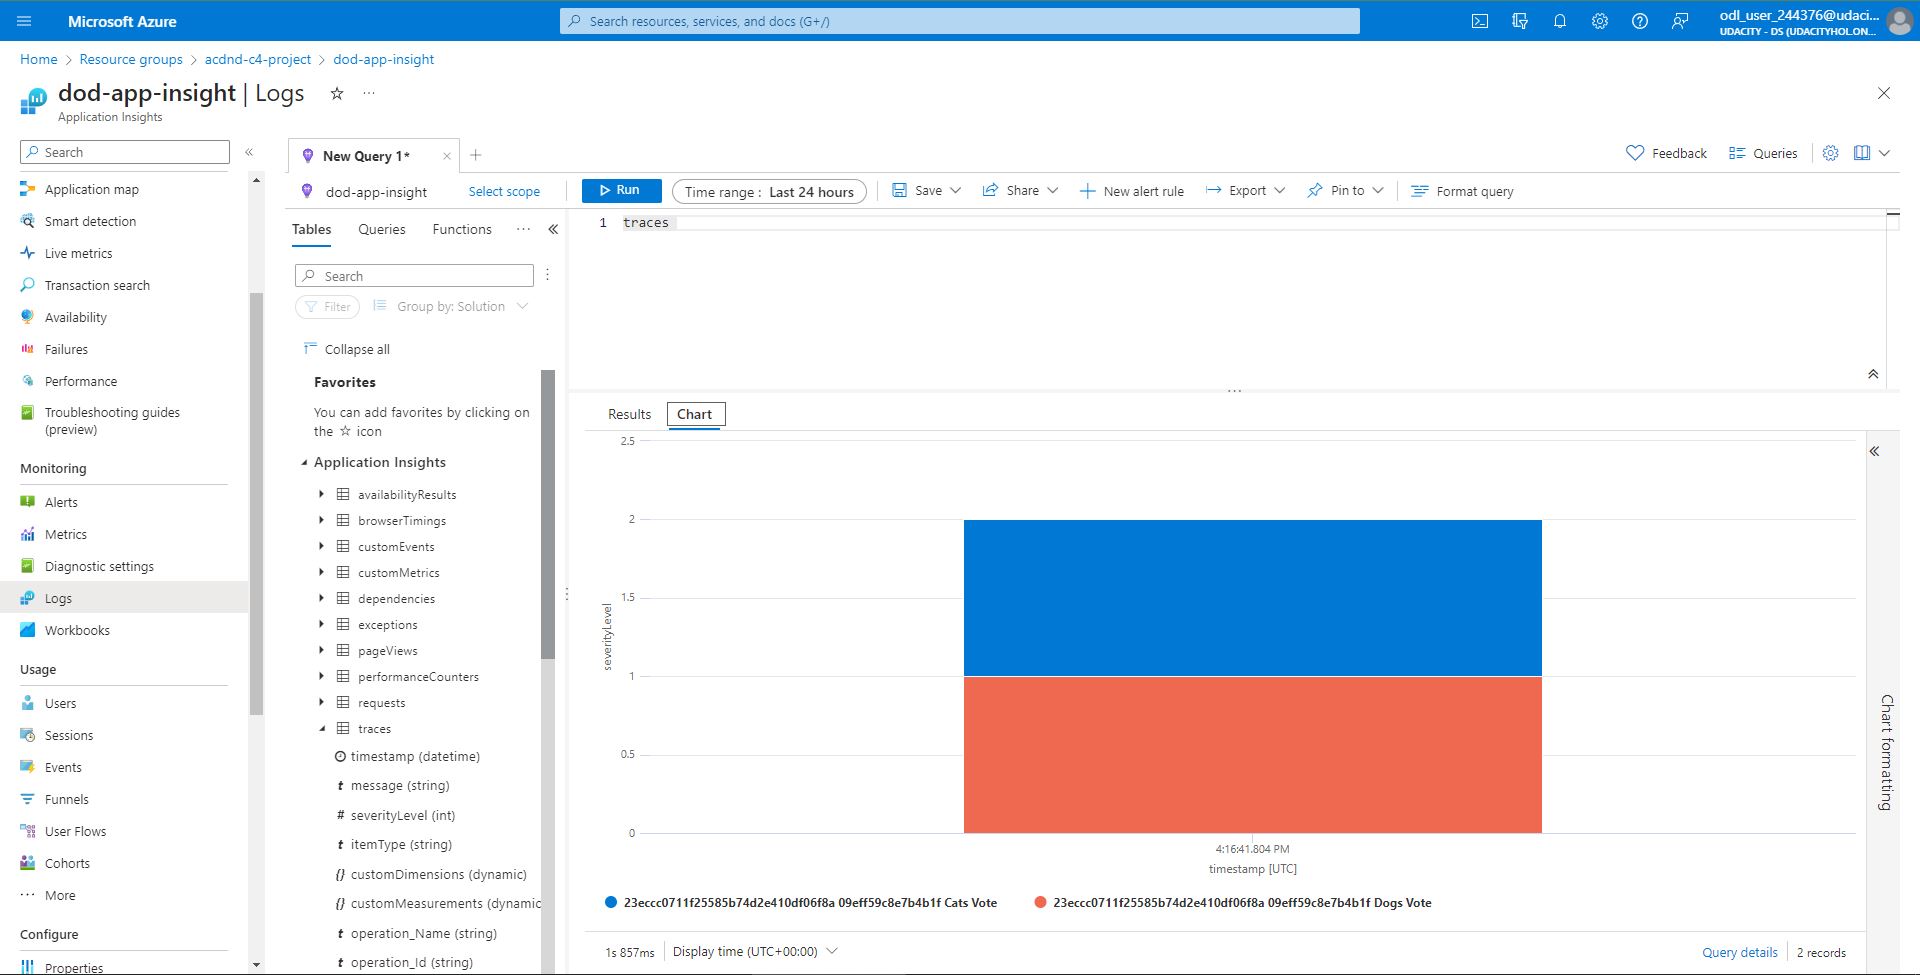 Microsoft Azure
Search resources, services, and docs (G+/)
odl_user_244376@udaci...
UDACITY - DS (UDACITYHOL.ON...
Home > Resource groups > acdnd-c4-project > dod-app-insight
dod-app-insight | Logs
Application Insights
Search
Application map
Smart detection
Live metrics
Transaction search
Availability
Failures
Performance
Troubleshooting guides
(preview)
Monitoring
Alerts
Metrics
Diagnostic settings
Logs
Workbooks
Usage
Users
Sessions
Events
Funnels
User Flows
Cohorts
More
Configure
Properties
New Query 1*
Feedback
Queries
dod-app-insight
Select scope
Run
Time range : Last 24 hours
Save
Share
New alert rule
Export
Pin to
Format query
Tables
Queries
Functions
Search
Filter
Group by: Solution
Collapse all
Favorites
You can add favorites by clicking on
the ☆ icon
Application Insights
availabilityResults
browserTimings
customEvents
customMetrics
dependencies
exceptions
pageViews
performanceCounters
requests
traces
timestamp (datetime)
t message (string)
# severityLevel (int)
t itemType (string)
{} customDimensions (dynamic)
{} customMeasurements (dynamic
t operation_Name (string)
t operation_Id (string)
1 traces
Results
Chart
2.5
2
1.5
1
0.5
0
severityLevel
4:16:41.804 PM
timestamp [UTC]
23eccc0711f25585b74d2e410df06f8a 09eff59c8e7b4b1f Cats Vote
23eccc0711f25585b74d2e410df06f8a 09eff59c8e7b4b1f Dogs Vote
Chart formatting
1s 857ms
Display time (UTC+00:00)
Query details
2 records